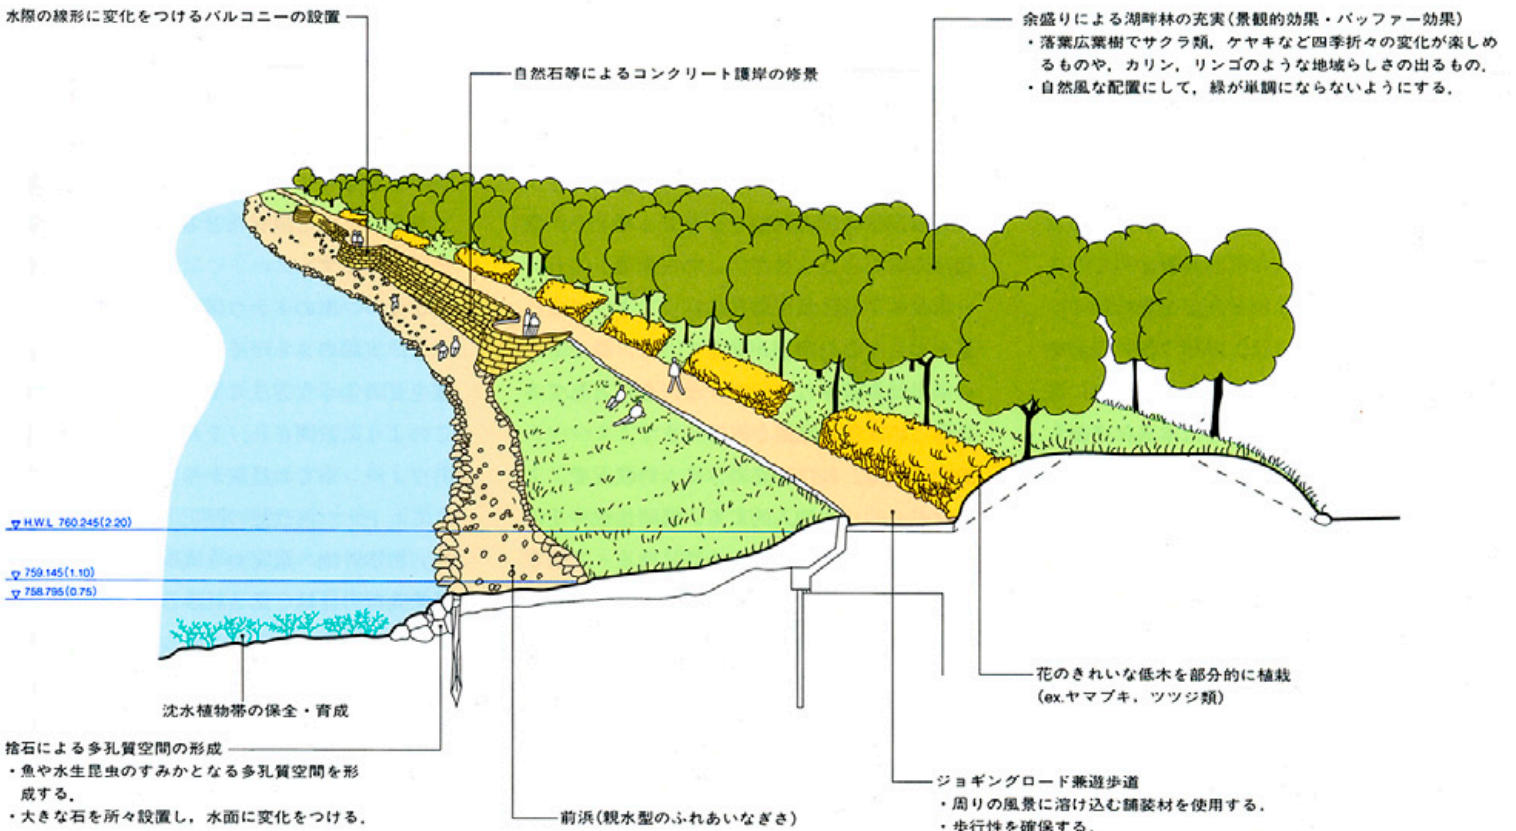 水際の線形に変化をつけるバルコニーの設置
自然石等によるコンクリート護岸の修景
余盛りによる湖畔林の充実(景観的効果・バッファー効果)
・落葉広葉樹でサクラ類，ケヤキなど四季折々の変化が楽しめ
るものや，カリン，リンゴのような地域らしさの出るもの．
・自然風な配置にして，緑が単調にならないようにする．
H.W.L 760.245(2.20)
759.145(1.10)
758.795(0.75)
沈水植物帯の保全・育成
捨石による多孔質空間の形成
・魚や水生昆虫のすみかとなる多孔質空間を形
成する．
・大きな石を所々設置し，水面に変化をつける．
前浜(親水型のふれあいなぎさ)
花のきれいな低木を部分的に植栽
(ex.ヤマブキ，ツツジ類)
ジョギングロード兼遊歩道
・周りの風景に溶け込む舗装材を使用する．
・歩行性を確保する．